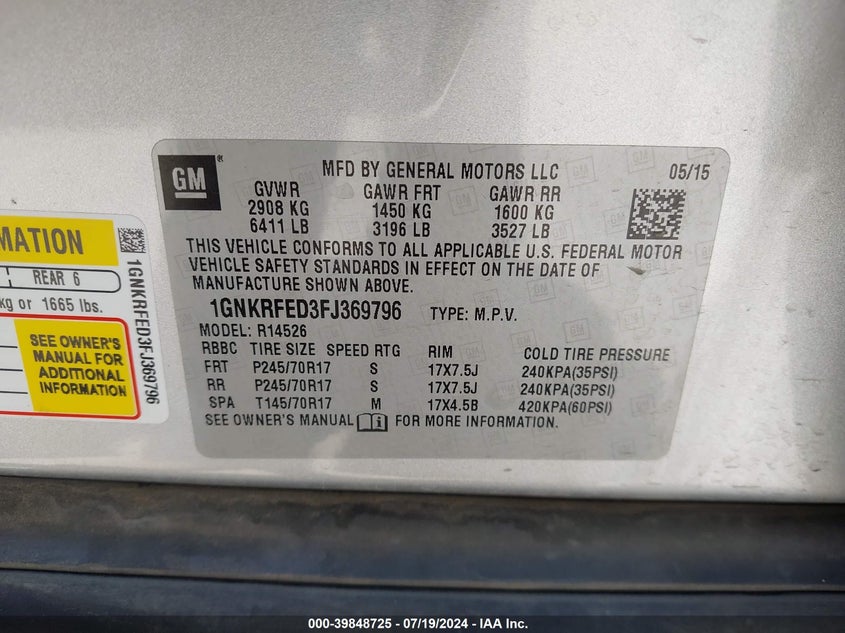 GM
®
MFD BY GENERAL MOTORS LLC 05/15
GVWR GAWR FRT GAWR RR
2908 KG 1450 KG 1600 KG
6411 LB 3196 LB 3527 LB
THIS VEHICLE CONFORMS TO ALL APPLICABLE U.S. FEDERAL MOTOR
VEHICLE SAFETY STANDARDS IN EFFECT ON THE DATE OF
MANUFACTURE SHOWN ABOVE.
1GNKRFED3FJ369796 TYPE: M.P.V.
MODEL: R14526
RBBC TIRE SIZE SPEED RTG RIM COLD TIRE PRESSURE
FRT P245/70R17 S 17X7.5J 240KPA(35PSI)
RR P245/70R17 S 17X7.5J 240KPA(35PSI)
SPA T145/70R17 M 17X4.5B 420KPA(60PSI)
SEE OWNER'S MANUAL i FOR MORE INFORMATION.
MATION
REAR 6
kg or 1665 lbs.
SEE OWNER'S
MANUAL FOR
ADDITIONAL
INFORMATION
1GNKRFED3FJ369796
000-39848725 / 07/19/2024 - IAA Inc.